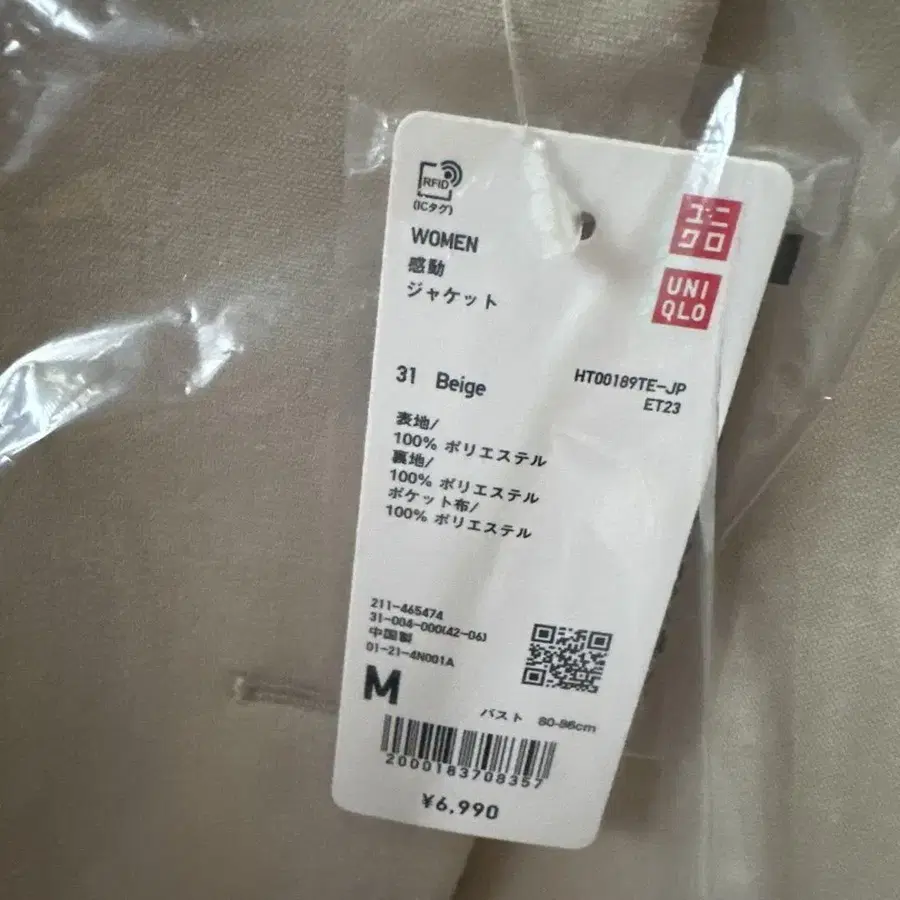 RFID
(ICタグ)
WOMEN
感動
ジャケット
ユニ
クロ
UNI
QLO
31 Beige
HT00189TE-JP
ET23
表地/
100% ポリエステル
裏地/
100% ポリエステル
ポケット布/
100% ポリエステル
211-465474
31-004-000(42-06)
中国製
01-21-4N001A
M
バスト 80-86cm
2000183708357
¥6,990